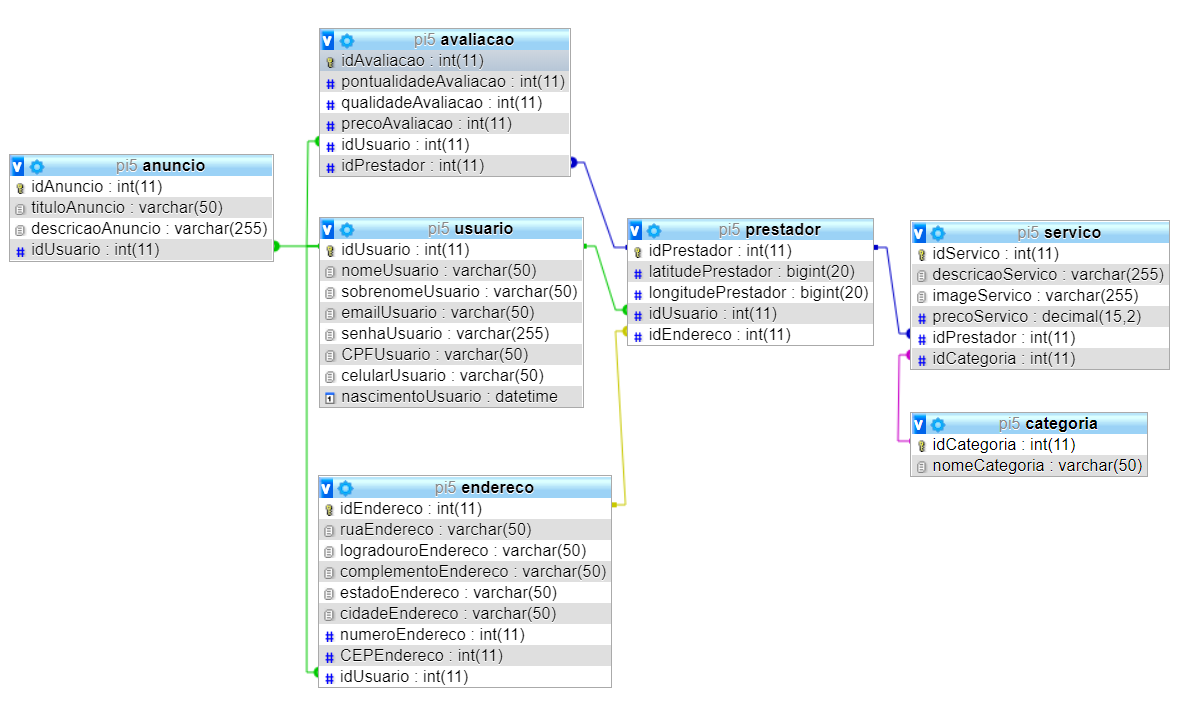 pi5 avaliacao
idAvaliacao : int(11)
pontualidadeAvaliacao : int(11)
qualidadeAvaliacao : int(11)
precoAvaliacao : int(11)
idUsuario : int(11)
idPrestador : int(11)
pi5 anuncio
idAnuncio : int(11)
tituloAnuncio : varchar(50)
descricaoAnuncio : varchar(255)
idUsuario : int(11)
pi5 usuario
idUsuario : int(11)
nomeUsuario : varchar(50)
sobrenomeUsuario : varchar(50)
emailUsuario : varchar(50)
senhaUsuario : varchar(255)
CPFUsuario : varchar(50)
celularUsuario : varchar(50)
nascimentoUsuario : datetime
pi5 prestador
idPrestador : int(11)
latitudePrestador : bigint(20)
longitudePrestador : bigint(20)
idUsuario : int(11)
idEndereco : int(11)
pi5 servico
idServico : int(11)
descricaoServico : varchar(255)
imageServico : varchar(255)
precoServico : decimal(15,2)
idPrestador : int(11)
idCategoria : int(11)
pi5 categoria
idCategoria : int(11)
nomeCategoria : varchar(50)
pi5 endereco
idEndereco : int(11)
ruaEndereco : varchar(50)
logradouroEndereco : varchar(50)
complementoEndereco : varchar(50)
estadoEndereco : varchar(50)
cidadeEndereco : varchar(50)
numeroEndereco : int(11)
CEPEndereco : int(11)
idUsuario : int(11)